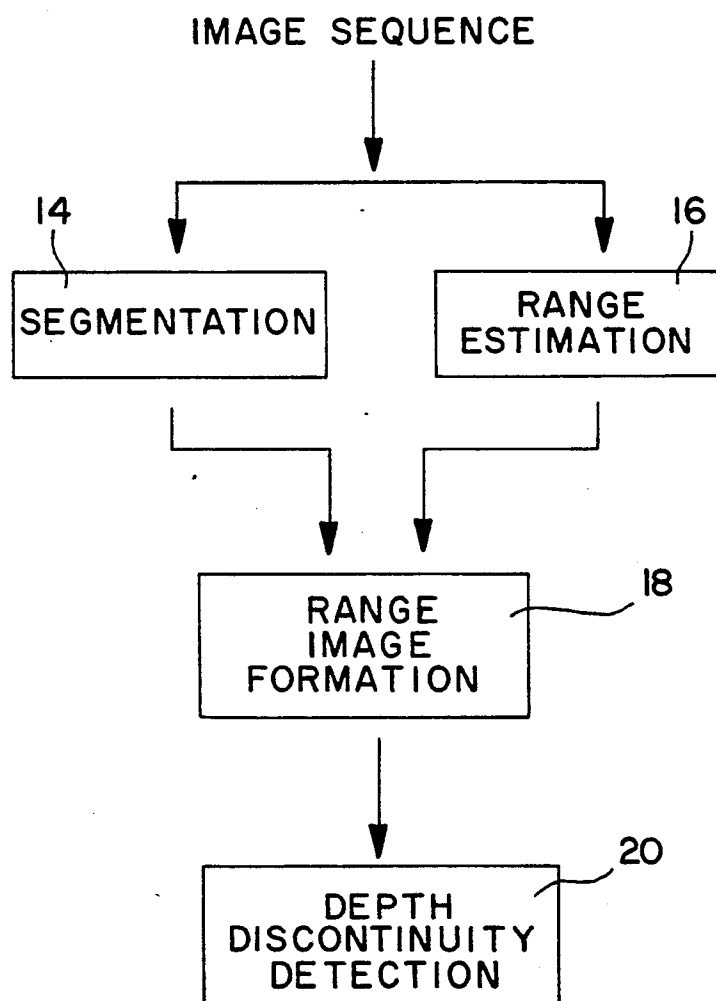 IMAGE SEQUENCE
14
16
SEGMENTATION
RANGE
ESTIMATION
18
RANGE
IMAGE
FORMATION
20
DEPTH
DISCONTINUITY
DETECTION